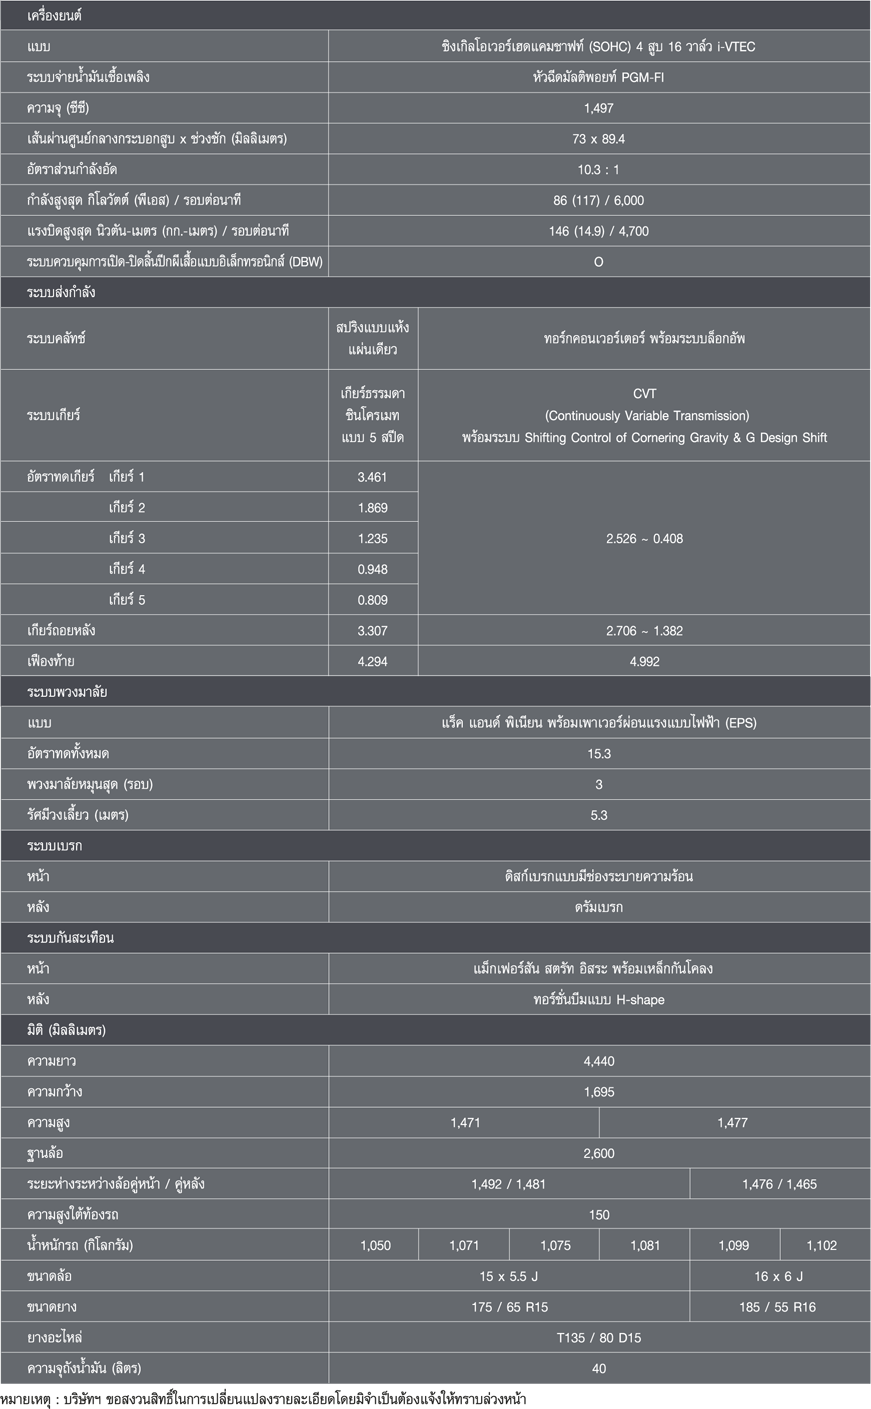 เครื่องยนต์
แบบ ซิงเกิลโอเวอร์เฮดแคมชาฟท์ (SOHC) 4 สูบ 16 วาล์ว i-VTEC
ระบบจ่ายน้ำมันเชื้อเพลิง หัวฉีดมัลติพอยท์ PGM-FI
ความจุ (ซีซี) 1,497
เส้นผ่านศูนย์กลางกระบอกสูบ x ช่วงชัก (มิลลิเมตร) 73 x 89.4
อัตราส่วนกำลังอัด 10.3 : 1
กำลังสูงสุด กิโลวัตต์ (พีเอส) / รอบต่อนาที 86 (117) / 6,000
แรงบิดสูงสุด นิวตัน-เมตร (กก.-เมตร) / รอบต่อนาที 146 (14.9) / 4,700
ระบบควบคุมการเปิด-ปิดลิ้นปีกผีเสื้อแบบอิเล็กทรอนิกส์ (DBW) O
ระบบส่งกำลัง
ระบบคลัทช์
สปริงแบบแห้ง
แผ่นเดียว
ทอร์กคอนเวอร์เตอร์ พร้อมระบบล็อกอัพ
ระบบเกียร์
เกียร์ธรรมดา
ซินโครเมท
แบบ 5 สปีด
CVT
(Continuously Variable Transmission)
พร้อมระบบ Shifting Control of Cornering Gravity & G Design Shift
อัตราทดเกียร์ เกียร์ 1 3.461
เกียร์ 2 1.869
เกียร์ 3 1.235 2.526 ~ 0.408
เกียร์ 4 0.948
เกียร์ 5 0.809
เกียร์ถอยหลัง 3.307 2.706 ~ 1.382
เฟืองท้าย 4.294 4.992
ระบบพวงมาลัย
แบบ แร็ค แอนด์ พิเนียน พร้อมเพาเวอร์ผ่อนแรงแบบไฟฟ้า (EPS)
อัตราทดทั้งหมด 15.3
พวงมาลัยหมุนสุด (รอบ) 3
รัศมีวงเลี้ยว (เมตร) 5.3
ระบบเบรก
หน้า ดิสก์เบรกแบบมีช่องระบายความร้อน
หลัง ดรัมเบรก
ระบบกันสะเทือน
หน้า แม็กเฟอร์สัน สตรัท อิสระ พร้อมเหล็กกันโคลง
หลัง ทอร์ชั่นบีมแบบ H-shape
มิติ (มิลลิเมตร)
ความยาว 4,440
ความกว้าง 1,695
ความสูง 1,471 1,477
ฐานล้อ 2,600
ระยะห่างระหว่างล้อคู่หน้า / คู่หลัง 1,492 / 1,481 1,476 / 1,465
ความสูงใต้ท้องรถ 150
น้ำหนักรถ (กิโลกรัม) 1,050 1,071 1,075 1,081 1,099 1,102
ขนาดล้อ 15 x 5.5 J 16 x 6 J
ขนาดยาง 175 / 65 R15 185 / 55 R16
ยางอะไหล่ T135 / 80 D15
ความจุถังน้ำมัน (ลิตร) 40
หมายเหตุ : บริษัทฯ ขอสงวนสิทธิ์ในการเปลี่ยนแปลงรายละเอียดโดยมิจำเป็นต้องแจ้งให้ทราบล่วงหน้า